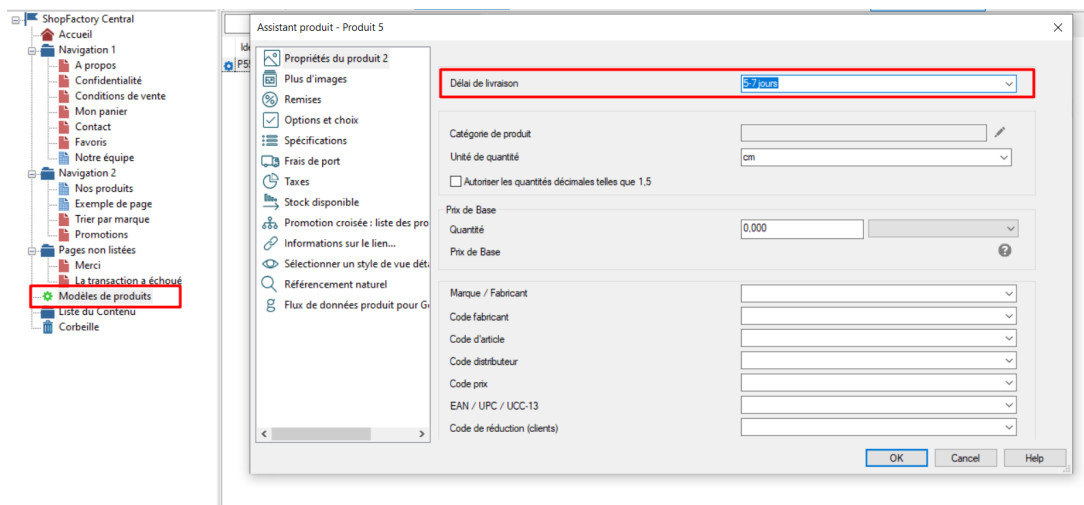 ShopFactory Central
Accueil
Navigation 1
A propos
Confidentialité
Conditions de vente
Mon panier
Contact
Favoris
Notre équipe
Navigation 2
Nos produits
Exemple de page
Trier par marque
Promotions
Pages non listées
Merci
La transaction a échoué
Modèles de produits
Liste du Contenu
Corbeille
Assistant produit - Produit 5
Propriétés du produit 2
Plus d'images
Remises
Options et choix
Spécifications
Frais de port
Taxes
Stock disponible
Promotion croisée : liste des pro
Informations sur le lien...
Sélectionner un style de vue déta
Référencement naturel
Flux de données produit pour G
Délai de livraison
5-7 jours
Catégorie de produit
Unité de quantité
cm
Autoriser les quantités décimales telles que 1,5
Prix de Base
Quantité
0,000
Prix de Base
Marque / Fabricant
Code fabricant
Code d'article
Code distributeur
Code prix
EAN / UPC / UCC-13
Code de réduction (clients)
OK
Cancel
Help